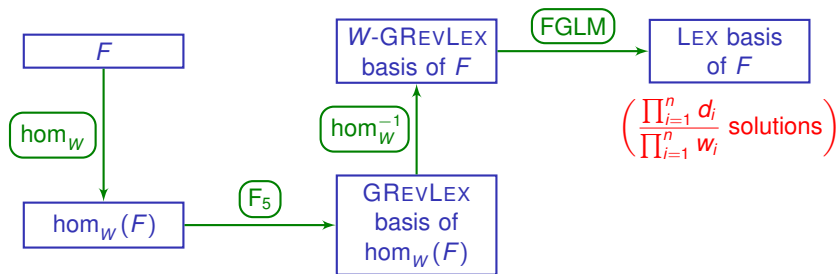 F
hom_W
hom_W(F)
F_5
GREVLEX
basis of
hom_W(F)
hom_W^{-1}
W-GREVLEX
basis of F
FGLM
LEX basis
of F
(∏_{i=1}^n d_i / ∏_{i=1}^n w_i solutions)